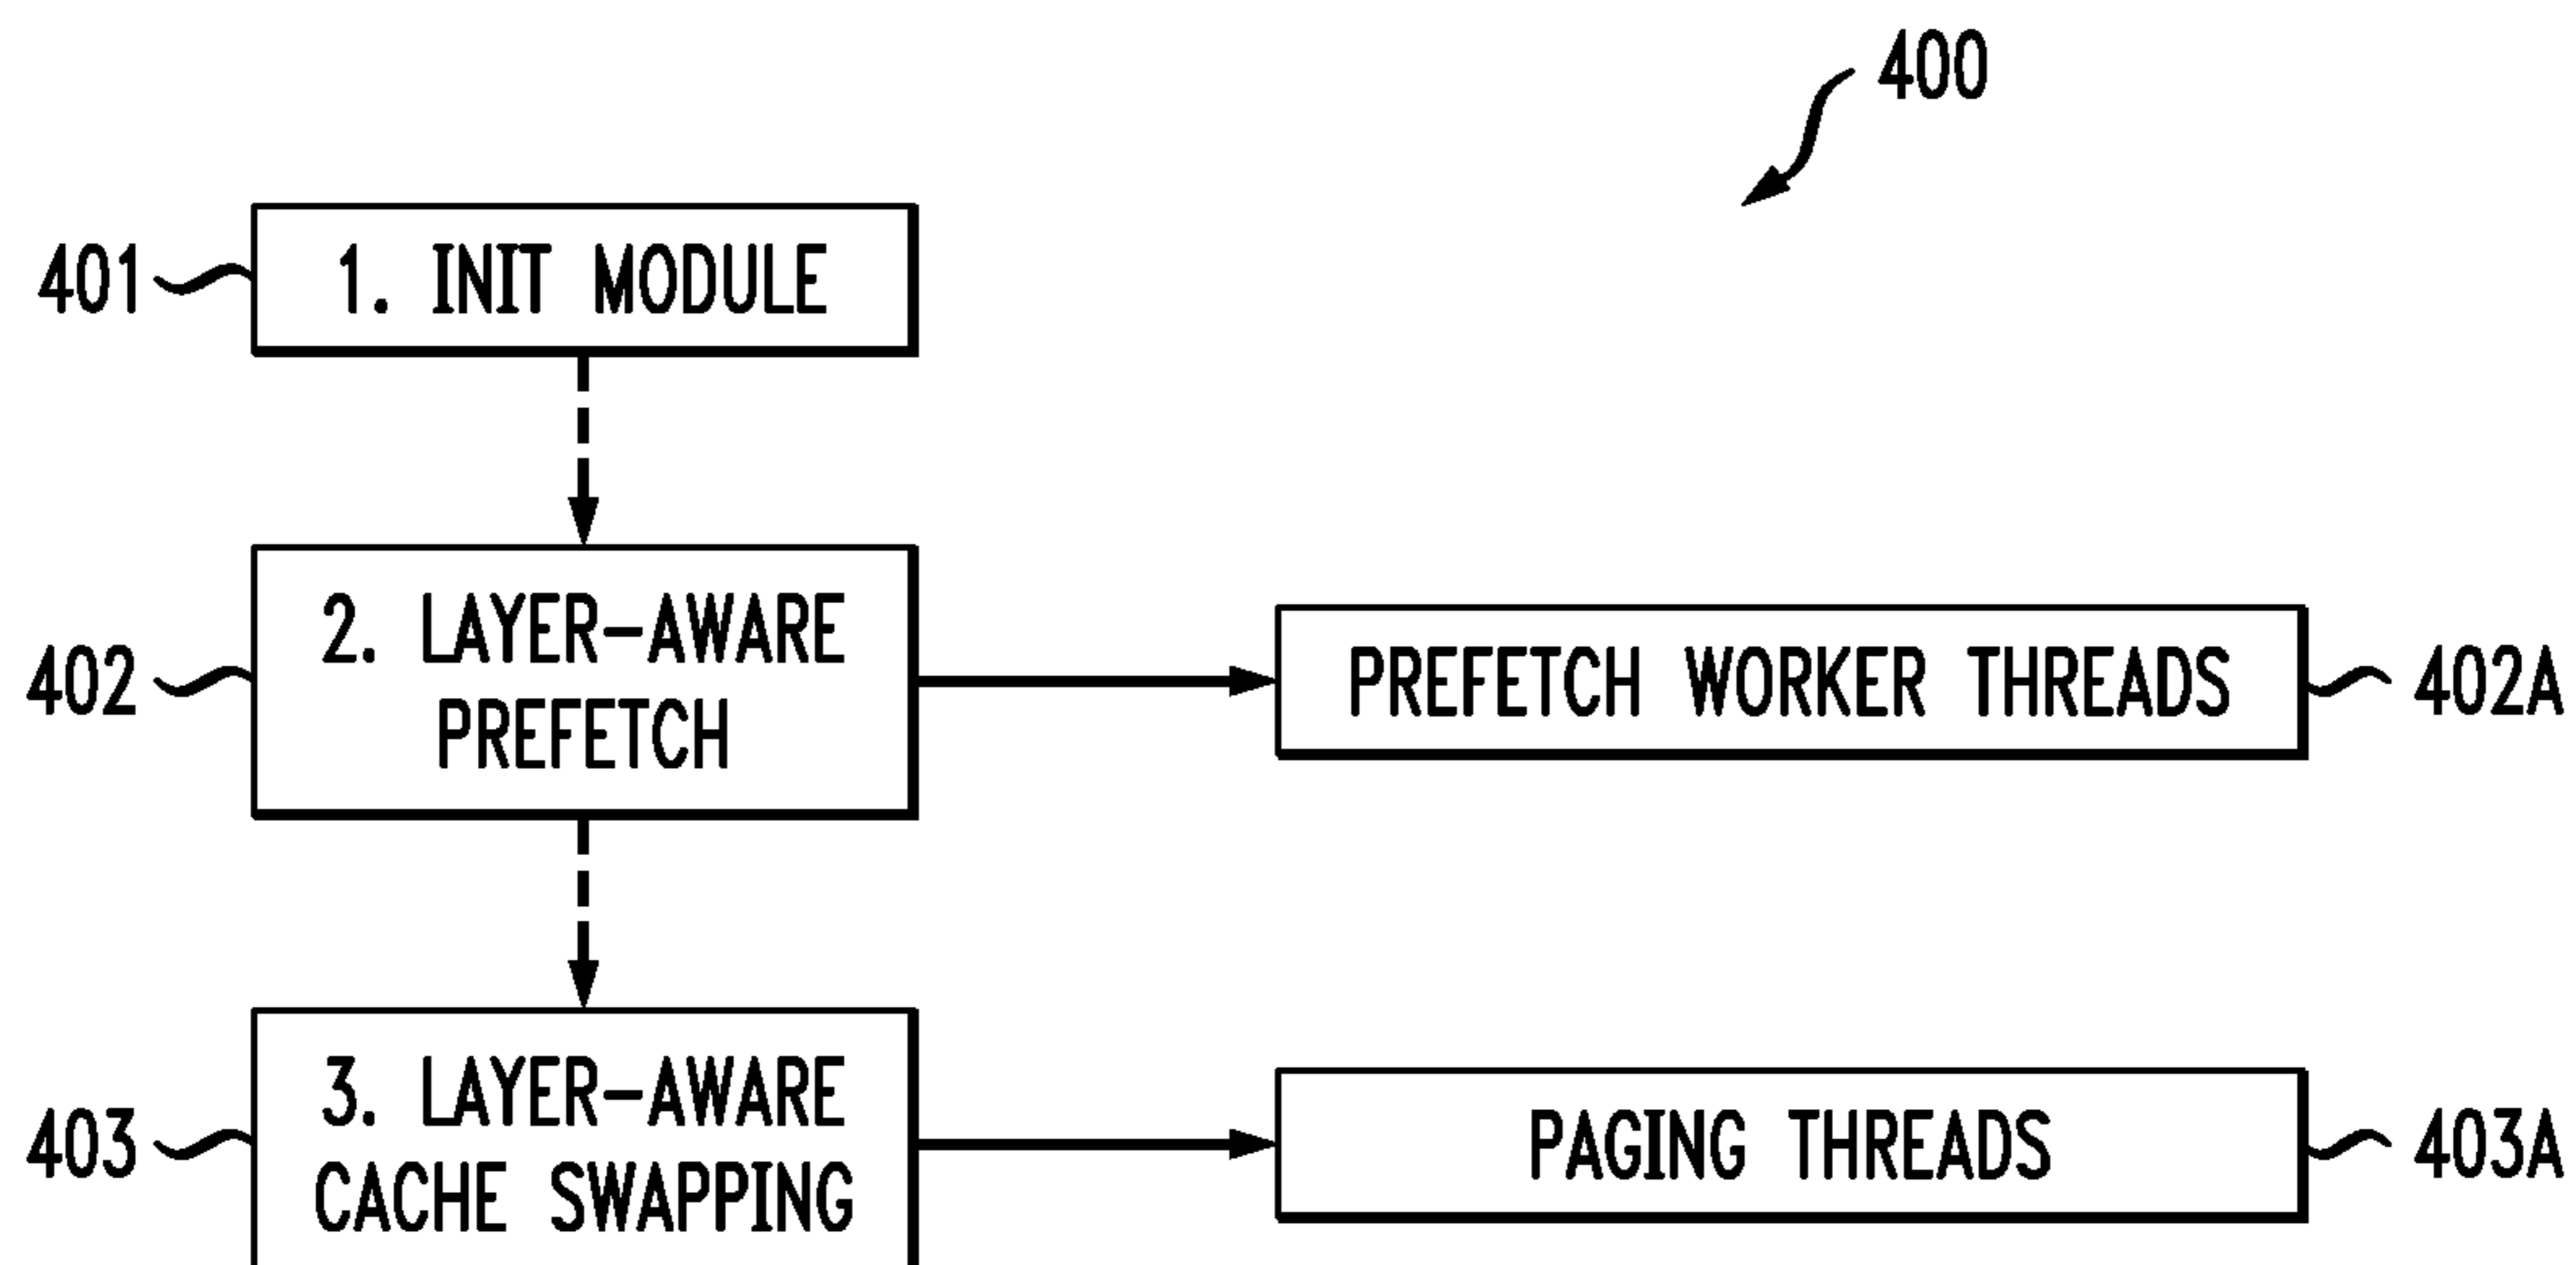 400
401
1. INIT MODULE
402
2. LAYER-AWARE
PREFETCH
PREFETCH WORKER THREADS
402A
403
3. LAYER-AWARE
CACHE SWAPPING
PAGING THREADS
403A